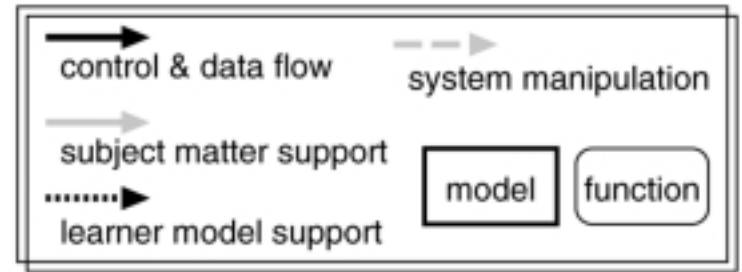 control & data flow
system manipulation
subject matter support
model
function
learner model support